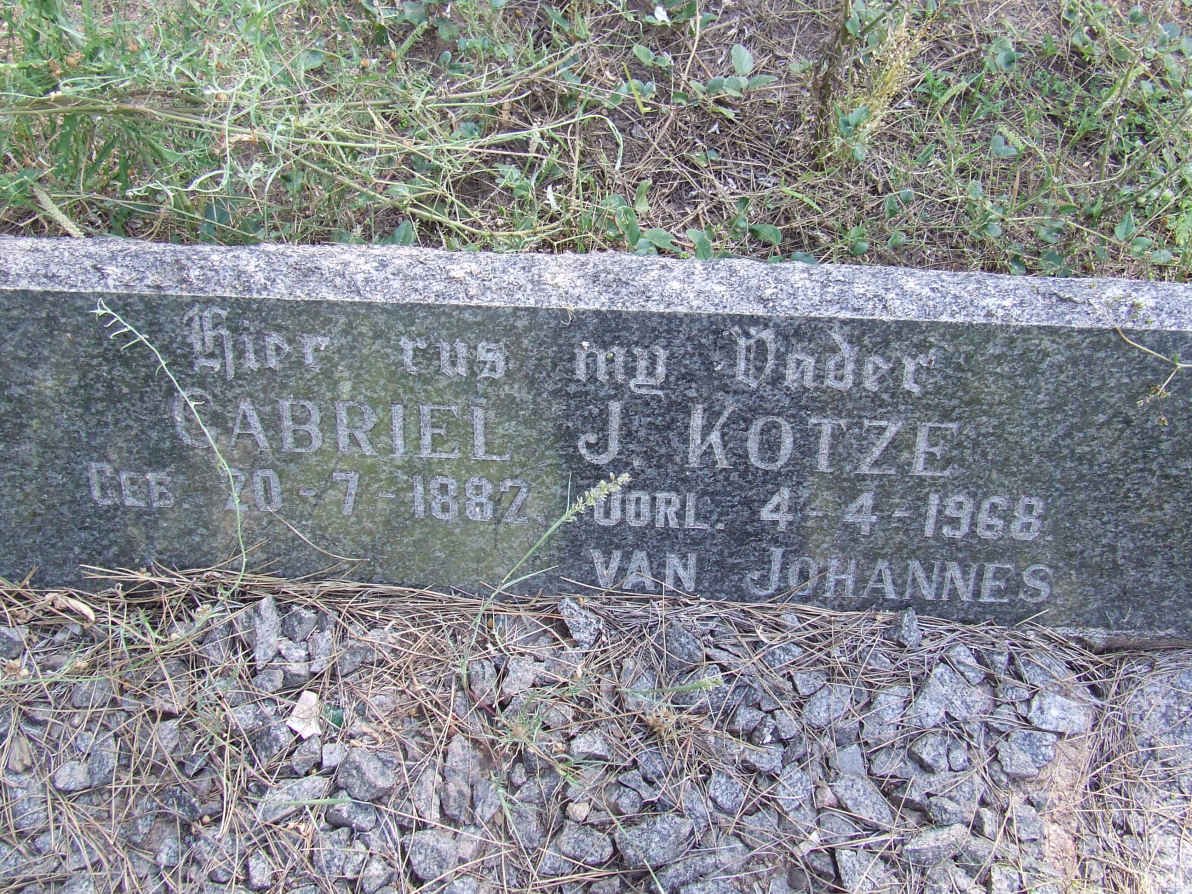 Hier rus my Vader
GABRIEL J. KOTZE
GEB 20-7-1882 OORL. 4-4-1968
VAN JOHANNES